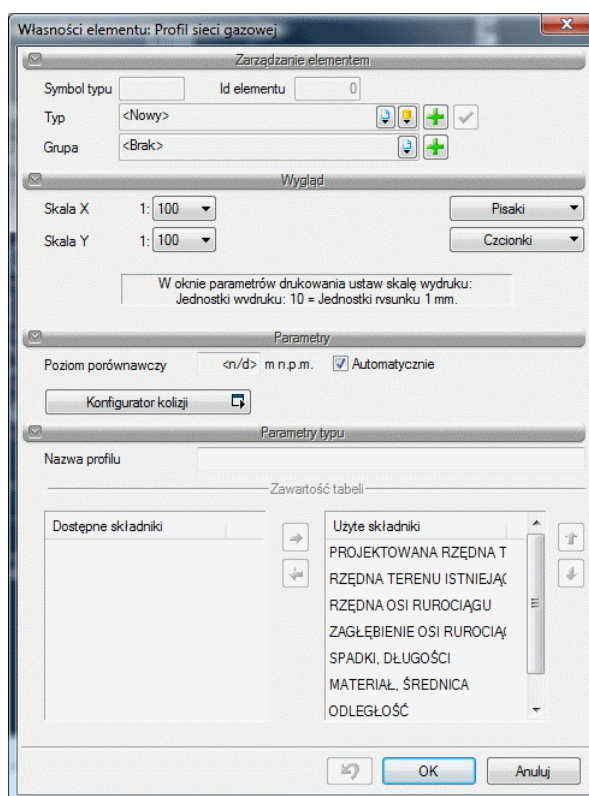 Własności elementu: Profil sieci gazowej
Zarządzanie elementem
Symbol typu Id elementu 0
Typ <Nowy>
Grupa <Brak>
Wygląd
Skala X 1: 100 Pisaki
Skala Y 1: 100 Czcionki
W oknie parametrów drukowania ustaw skalę wydruku:
Jednostki wydruku: 10 = Jednostki rysunku 1 mm.
Parametry
Poziom porównawczy <n/d> m n.p.m. Automatycznie
Konfigurator kolizji
Parametry typu
Nazwa profilu
Zawartość tabeli
Dostępne składniki Użyte składniki
PROJEKTOWANA RZĘDNA T
RZĘDNA TERENU ISTNIEJĄC
RZĘDNA OSI RUROCIĄGU
ZAGŁĘBIENIE OSI RUROCIĄG
SPADKI, DŁUGOŚCI
MATERIAŁ, ŚREDNICA
ODLEGŁOŚĆ
OK Anuluj